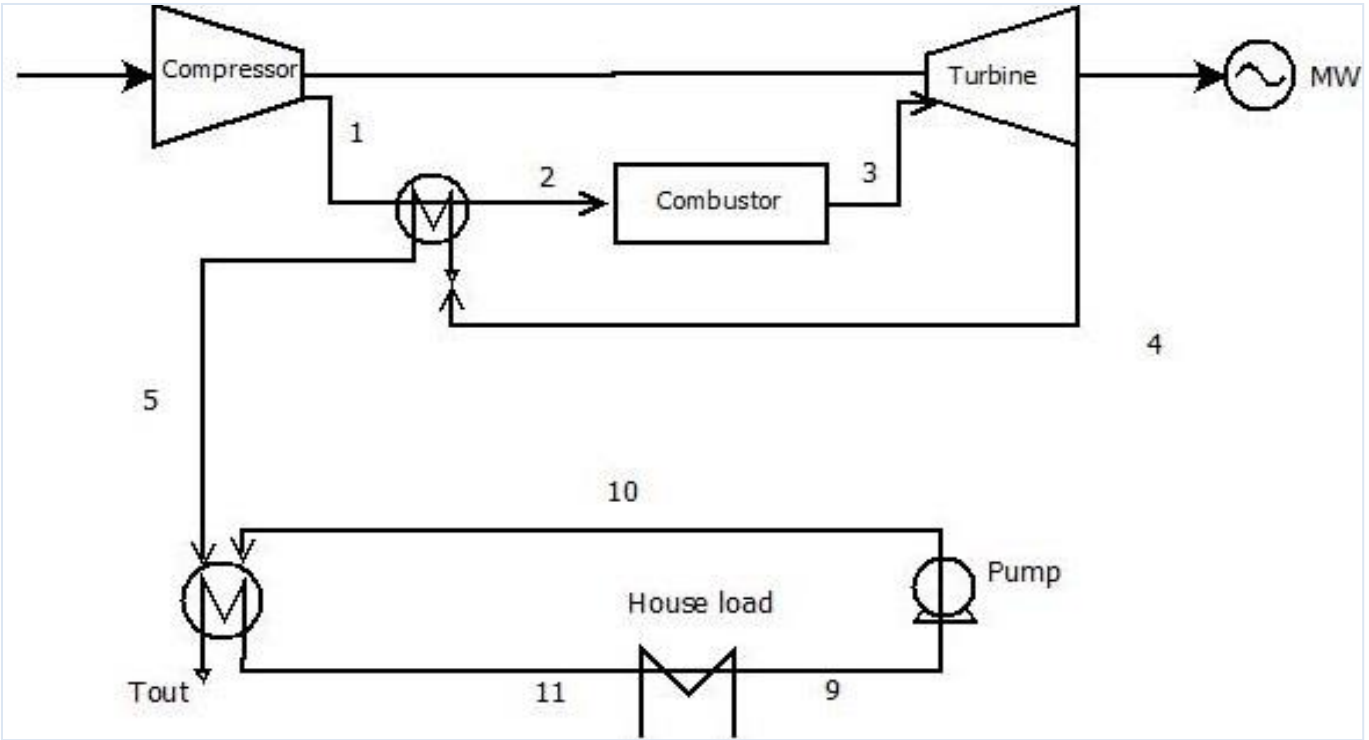 Compressor
Turbine
MW
1
2
3
Combustor
4
5
10
Pump
House load
Tout
11
9